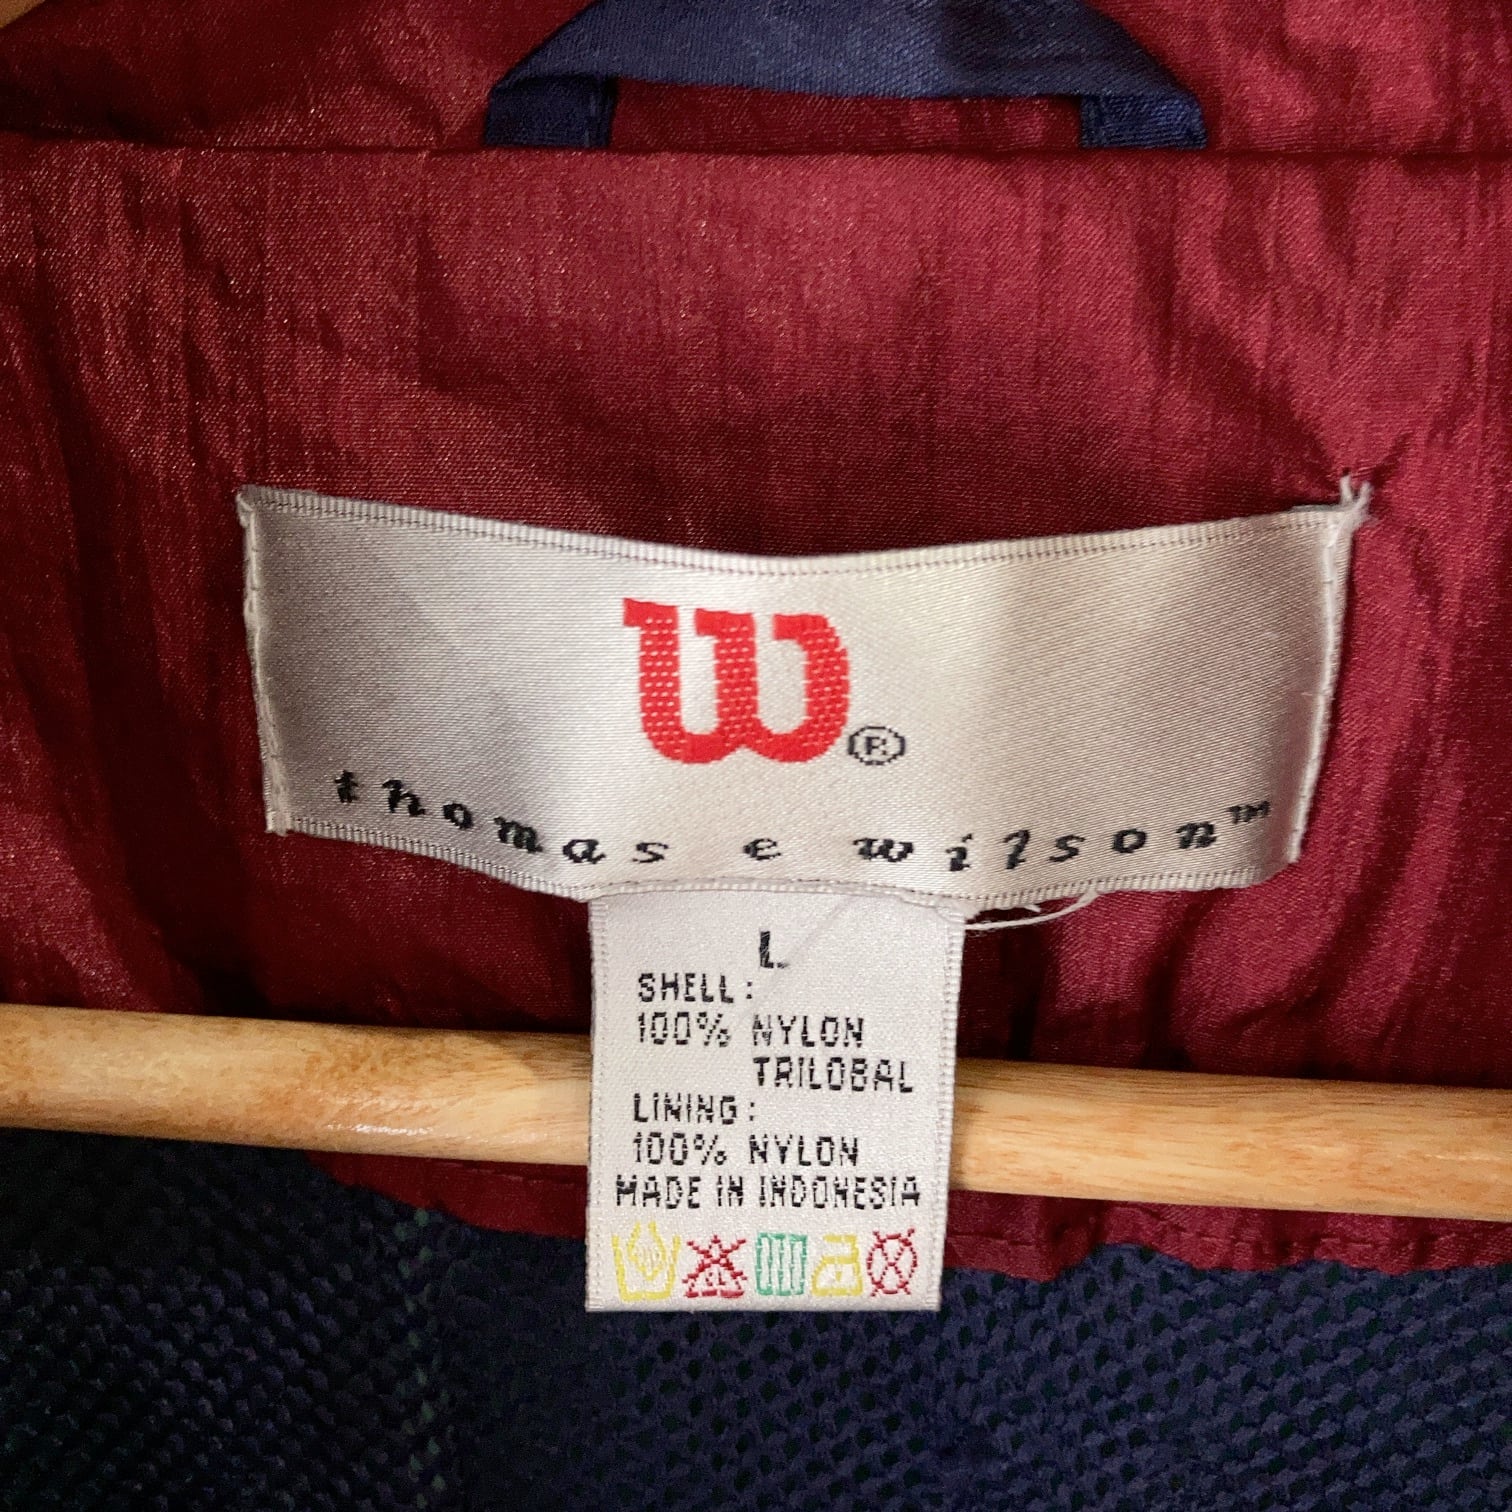 W®
thomas e wilson™
L
SHELL:
100% NYLON
TRILOBAL
LINING:
100% NYLON
MADE IN INDONESIA